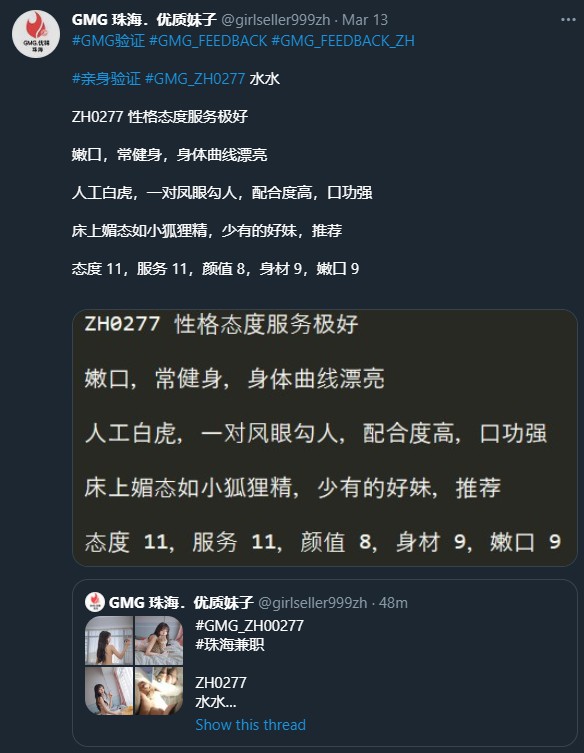 GMG 珠海．优质妹子 @girlseller999zh · Mar 13
#GMG验证 #GMG_FEEDBACK #GMG_FEEDBACK_ZH
#亲身验证 #GMG_ZH0277 水水
ZH0277 性格态度服务极好
嫩口，常健身，身体曲线漂亮
人工白虎，一对凤眼勾人，配合度高，口功强
床上媚态如小狐狸精，少有的好妹，推荐
态度 11，服务 11，颜值 8，身材 9，嫩口 9
ZH0277 性格态度服务极好
嫩口, 常健身, 身体曲线漂亮
人工白虎, 一对凤眼勾人, 配合度高, 口功强
床上媚态如小狐狸精, 少有的好妹, 推荐
态度 11, 服务 11, 颜值 8, 身材 9, 嫩口 9
GMG 珠海．优质妹子 @girlseller999zh · 48m
#GMG_ZH00277
#珠海兼职
ZH0277
水水...
Show this thread